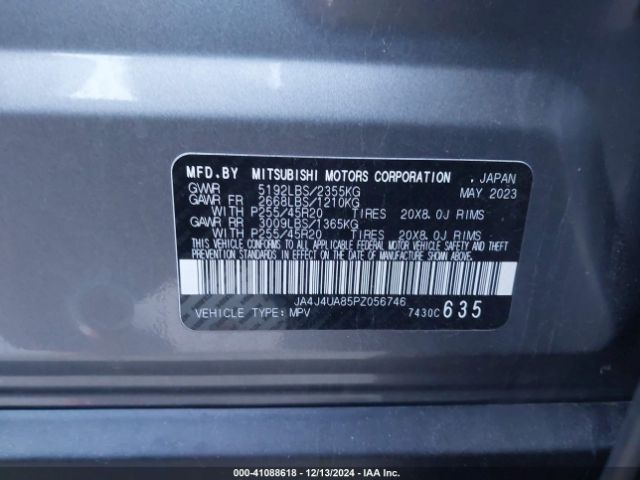 MFD.BY MITSUBISHI MOTORS CORPORATION . JAPAN
GVWR 5192LBS/2355KG MAY 2023
GAWR FR 2668LBS/1210KG
WITH P255/45R20 TIRES 20X8.0J RIMS
GAWR RR 3009LBS/1365KG
WITH P255/45R20 TIRES 20X8.0J RIMS
THIS VEHICLE CONFORMS TO ALL APPLICABLE FEDERAL MOTOR VEHICLE SAFETY AND THEFT
PREVENTION STANDARDS IN EFFECT ON THE DATE OF MANUFACTURE SHOWN ABOVE.
JA4J4UA85PZ056746
VEHICLE TYPE: MPV 7430C 635
000-41088618 - 12/13/2024 - IAA Inc.